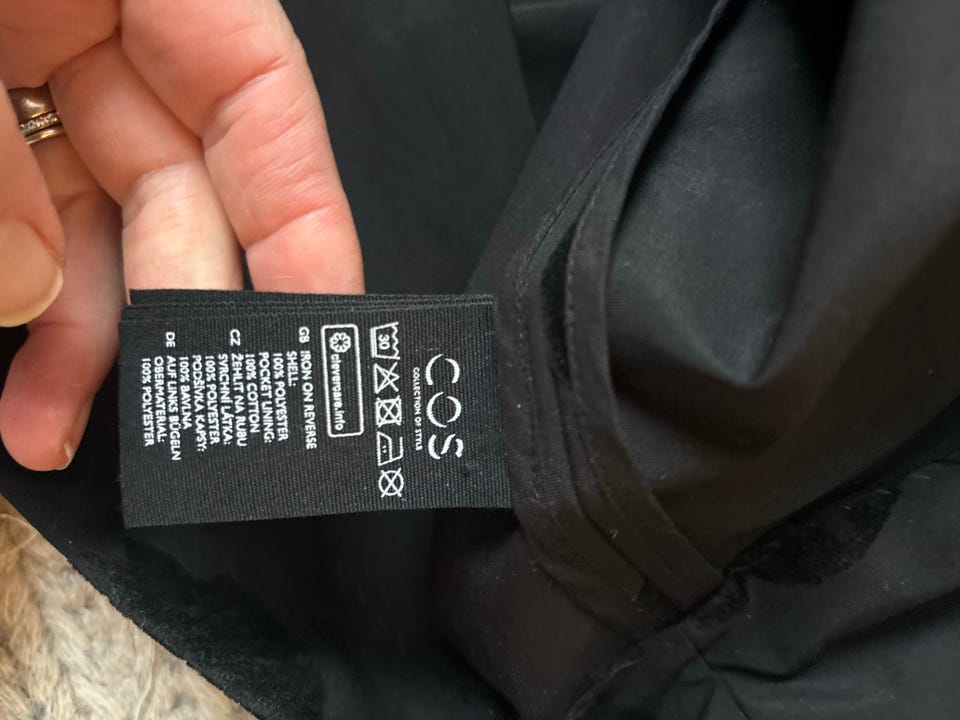 COS
COLLECTION OF STYLE
30
clevercare.info
GB IRON ON REVERSE
SHELL:
100% POLYESTER
POCKET LINING:
100% COTTON
CZ ŽEHLIT NA RUBU
SVRCHNÍ LÁTKA:
100% POLYESTER
PODŠÍVKA KAPSY:
100% BAVLNA
DE AUF LINKS BÜGELN
OBERMATERIAL:
100% POLYESTER